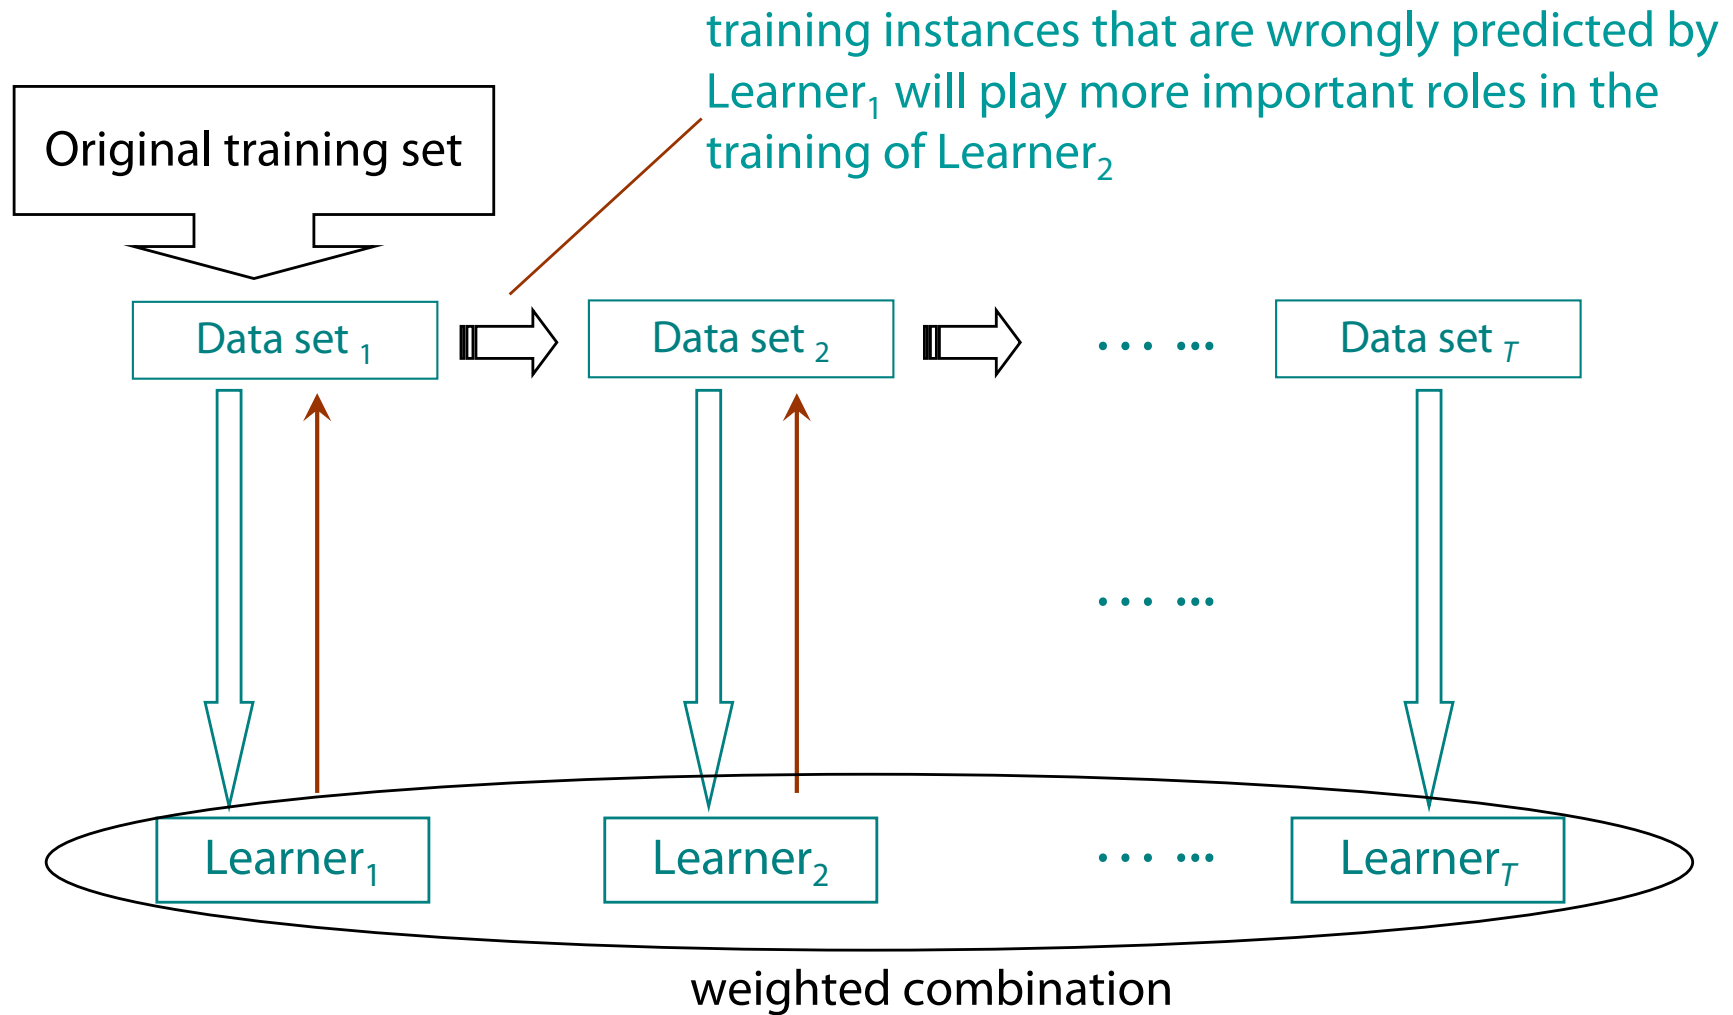 training instances that are wrongly predicted by
Learner₁ will play more important roles in the
training of Learner₂
Original training set
Data set ₁
Data set ₂
. . . ...
Data set T
. . . ...
Learner₁
Learner₂
. . . ...
LearnerT
weighted combination